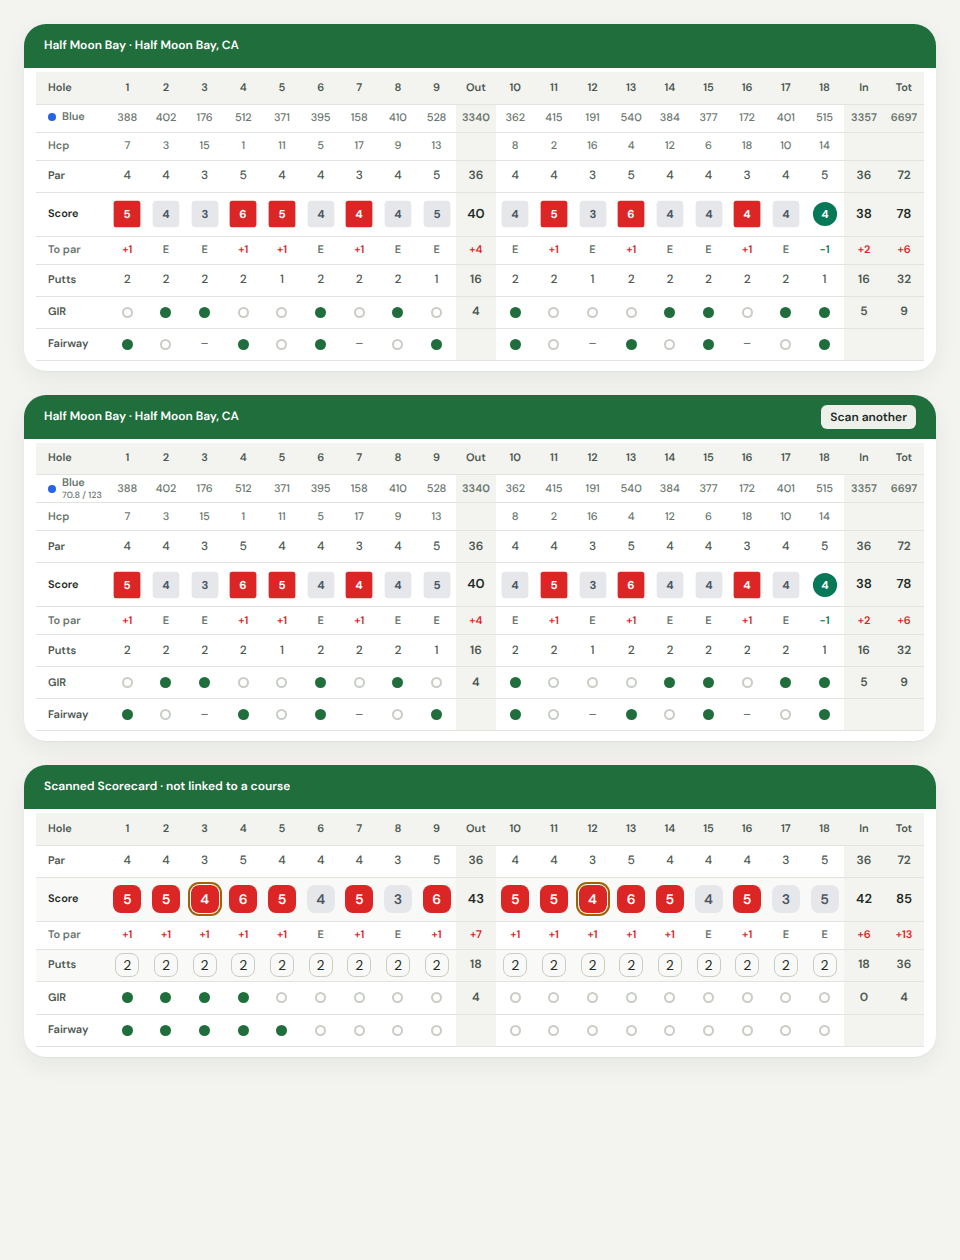 Half Moon Bay · Half Moon Bay, CA
Hole 1 2 3 4 5 6 7 8 9 Out 10 11 12 13 14 15 16 17 18 In Tot
Blue 388 402 176 512 371 395 158 410 528 3340 362 415 191 540 384 377 172 401 515 3357 6697
Hcp 7 3 15 1 11 5 17 9 13 8 2 16 4 12 6 18 10 14
Par 4 4 3 5 4 4 3 4 5 36 4 4 3 5 4 4 3 4 5 36 72
Score 5 4 3 6 5 4 4 4 5 40 4 5 3 6 4 4 4 4 4 38 78
To par +1 E E +1 +1 E +1 E E +4 E +1 E +1 E E +1 E -1 +2 +6
Putts 2 2 2 2 1 2 2 2 1 16 2 2 1 2 2 2 2 2 1 16 32
GIR 4 5 9
Fairway – – – –
Half Moon Bay · Half Moon Bay, CA
Scan another
Hole 1 2 3 4 5 6 7 8 9 Out 10 11 12 13 14 15 16 17 18 In Tot
Blue 388 402 176 512 371 395 158 410 528 3340 362 415 191 540 384 377 172 401 515 3357 6697
70.8 / 123
Hcp 7 3 15 1 11 5 17 9 13 8 2 16 4 12 6 18 10 14
Par 4 4 3 5 4 4 3 4 5 36 4 4 3 5 4 4 3 4 5 36 72
Score 5 4 3 6 5 4 4 4 5 40 4 5 3 6 4 4 4 4 4 38 78
To par +1 E E +1 +1 E +1 E E +4 E +1 E +1 E E +1 E -1 +2 +6
Putts 2 2 2 2 1 2 2 2 1 16 2 2 1 2 2 2 2 2 1 16 32
GIR 4 5 9
Fairway – – – –
Scanned Scorecard · not linked to a course
Hole 1 2 3 4 5 6 7 8 9 Out 10 11 12 13 14 15 16 17 18 In Tot
Par 4 4 3 5 4 4 4 3 5 36 4 4 3 5 4 4 4 3 5 36 72
Score 5 5 4 6 5 4 5 3 6 43 5 5 4 6 5 4 5 3 5 42 85
To par +1 +1 +1 +1 +1 E +1 E +1 +7 +1 +1 +1 +1 +1 E +1 E E +6 +13
Putts 2 2 2 2 2 2 2 2 2 18 2 2 2 2 2 2 2 2 2 18 36
GIR 4 0 4
Fairway